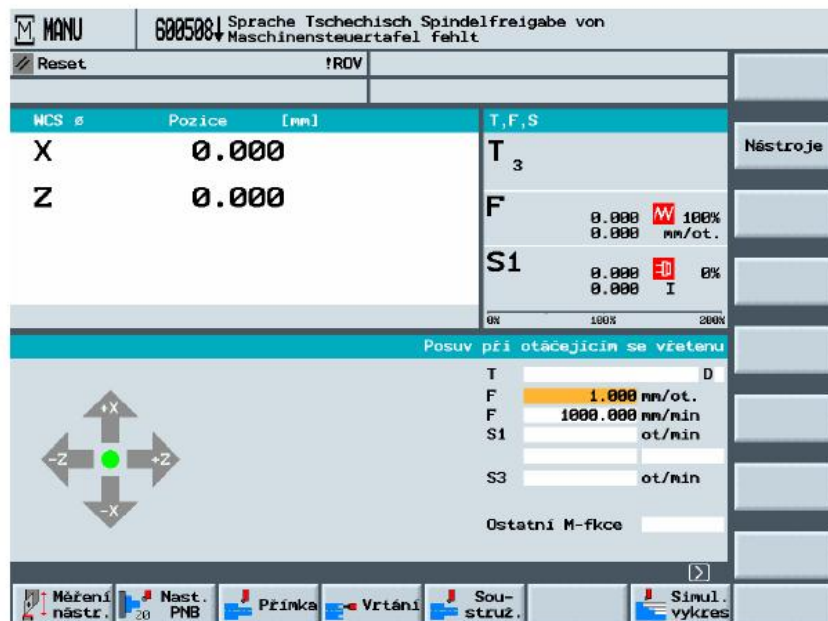 M MANU
600508↓ Sprache Tschechisch Spindelfreigabe von
Maschinensteuertafel fehlt
Reset !ROV
WCS ø Pozice [mm]
X 0.000
Z 0.000
T,F,S
T 3
F 0.000 100%
0.000 mm/ot.
S1 0.000 0%
0.000 I
0% 100% 200%
Nástroje
Posuv při otáčejícím se vřetenu
T D
F 1.000 mm/ot.
F 1000.000 mm/min
S1 ot/min
S3 ot/min
Ostatní M-fkce
+X
-Z +Z
-X
Měření
nástr.
20
Nast.
PNB
Přímka
Vrtání
Sou-
struž.
Simul.
vykres